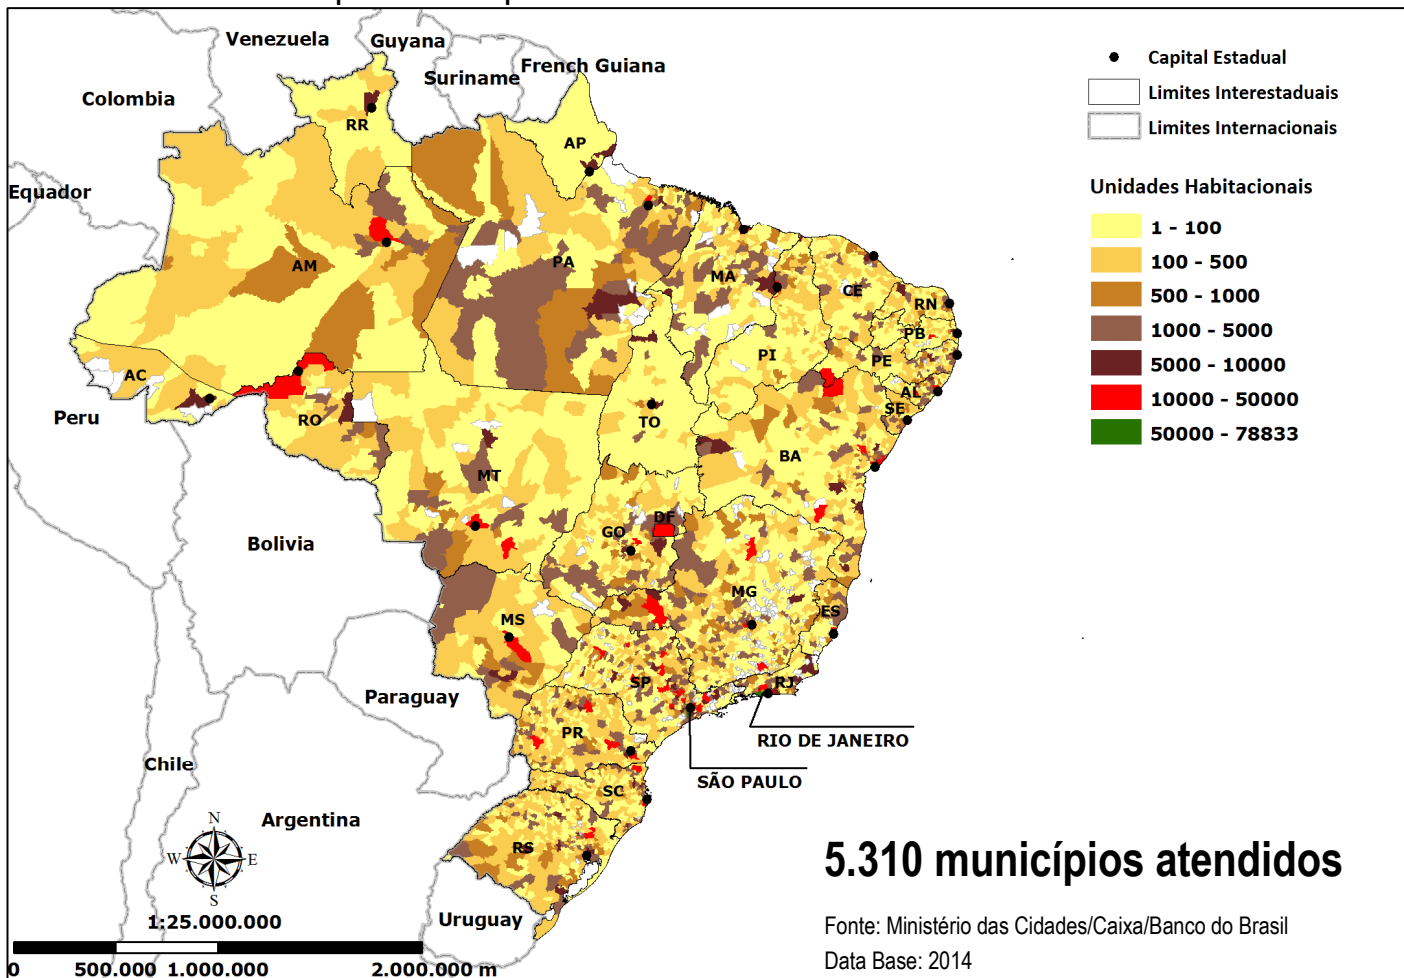 Venezuela
Guyana
Suriname
French Guiana
Colombia
Equador
Peru
Bolivia
Paraguay
Chile
Argentina
Uruguay
RR
AP
AM
PA
MA
CE
RN
PB
PE
PI
AL
SE
AC
RO
TO
BA
MT
DF
GO
MG
ES
MS
SP
RJ
PR
SC
RS
RIO DE JANEIRO
SÃO PAULO
Capital Estadual
Limites Interestaduais
Limites Internacionais
Unidades Habitacionais
1 - 100
100 - 500
500 - 1000
1000 - 5000
5000 - 10000
10000 - 50000
50000 - 78833
N
W E
S
1:25.000.000
0 500.000 1.000.000 2.000.000 m
5.310 municípios atendidos
Fonte: Ministério das Cidades/Caixa/Banco do Brasil
Data Base: 2014